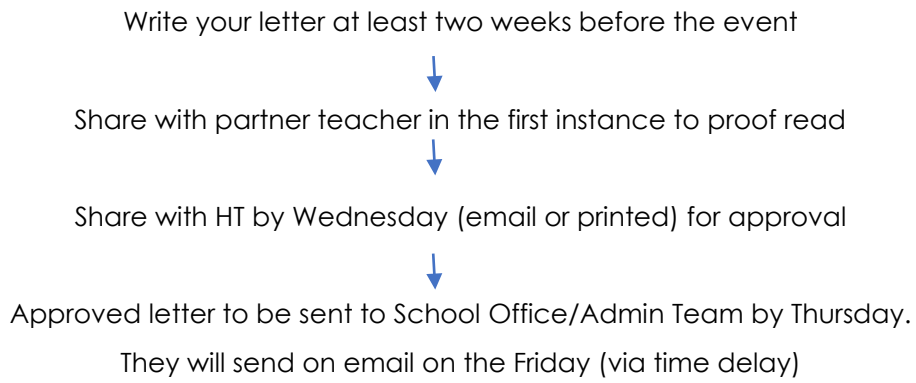 Write your letter at least two weeks before the event
Share with partner teacher in the first instance to proof read
Share with HT by Wednesday (email or printed) for approval
Approved letter to be sent to School Office/Admin Team by Thursday.
They will send on email on the Friday (via time delay)